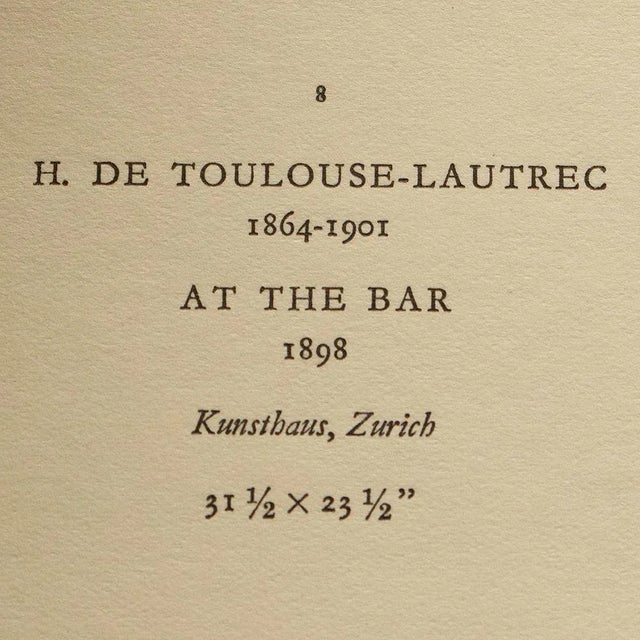 8
H. DE TOULOUSE-LAUTREC
1864-1901
AT THE BAR
1898
Kunsthaus, Zurich
31 ½ × 23 ½”